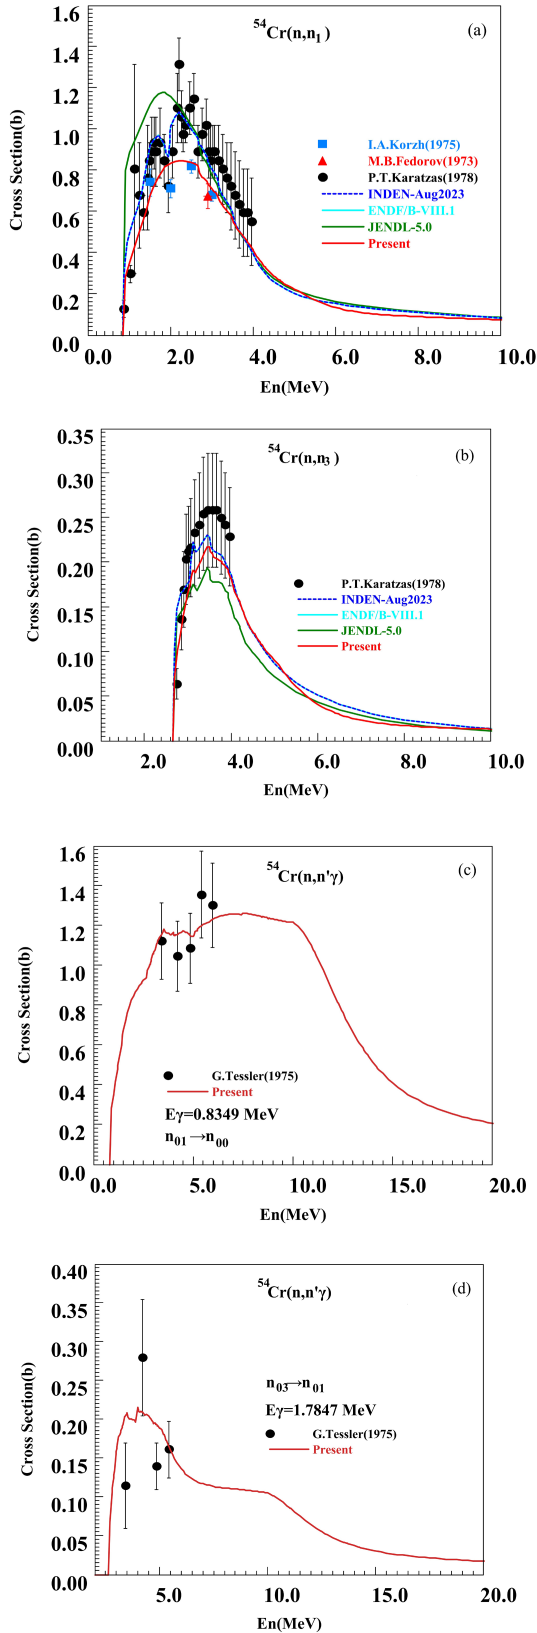 ⁵⁴Cr(n,n₁)
(a)
1.6
1.4
1.2
1.0
0.8
0.6
0.4
0.2
0.0
Cross Section(b)
I.A.Korzh(1975)
M.B.Fedorov(1973)
P.T.Karatzas(1978)
INDEN-Aug2023
ENDF/B-VIII.1
JENDL-5.0
Present
0.0 2.0 4.0 6.0 8.0 10.0
En(MeV)
⁵⁴Cr(n,n₃)
(b)
0.35
0.30
0.25
0.20
0.15
0.10
0.05
0.00
Cross Section(b)
P.T.Karatzas(1978)
INDEN-Aug2023
ENDF/B-VIII.1
JENDL-5.0
Present
2.0 4.0 6.0 8.0 10.0
En(MeV)
⁵⁴Cr(n,n'γ)
(c)
1.6
1.4
1.2
1.0
0.8
0.6
0.4
0.2
0.0
Cross Section(b)
G.Tessler(1975)
Present
Eγ=0.8349 MeV
n₀₁→n₀₀
0.0 5.0 10.0 15.0 20.0
En(MeV)
⁵⁴Cr(n,n'γ)
(d)
0.40
0.35
0.30
0.25
0.20
0.15
0.10
0.05
0.00
Cross Section(b)
n₀₃→n₀₁
Eγ=1.7847 MeV
G.Tessler(1975)
Present
5.0 10.0 15.0 20.0
En(MeV)